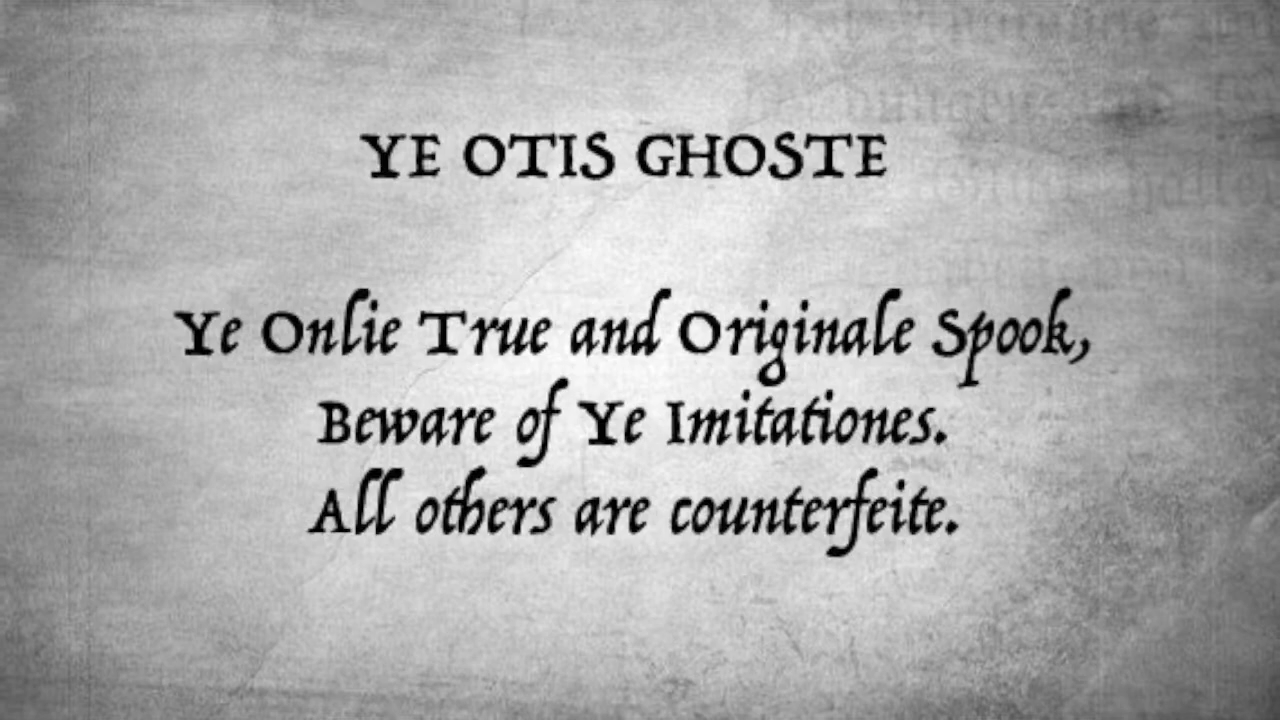 YE OTIS GHOSTE
Ye Onlie True and Originale Spook,
Beware of Ye Imitationes.
All others are counterfeite.